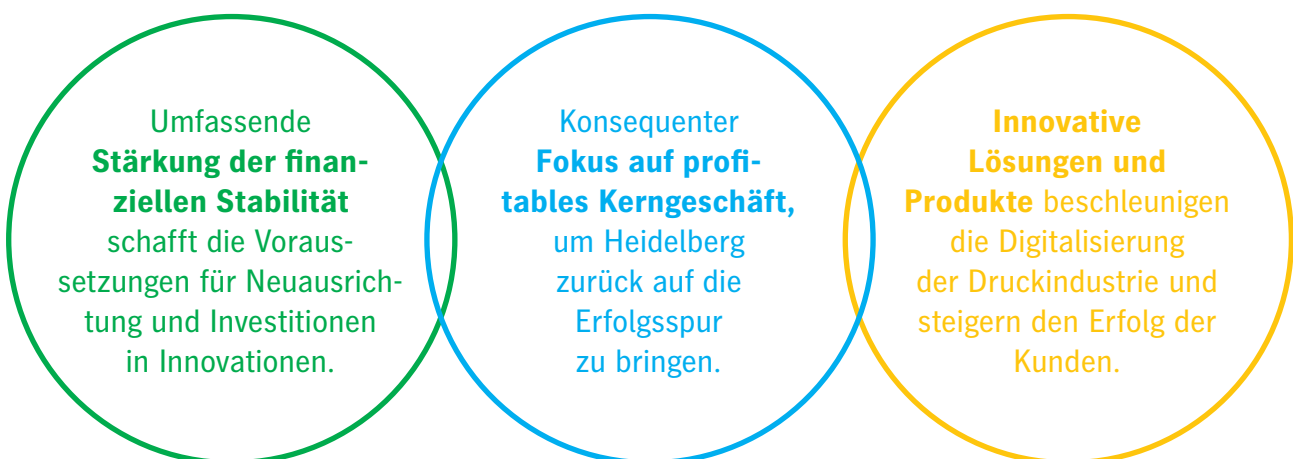 Umfassende
Stärkung der finan-
ziellen Stabilität
schafft die Voraus-
setzungen für Neuausrich-
tung und Investitionen
in Innovationen.
Konsequenter
Fokus auf profi-
tables Kerngeschäft,
um Heidelberg
zurück auf die
Erfolgsspur
zu bringen.
Innovative
Lösungen und
Produkte beschleunigen
die Digitalisierung
der Druckindustrie und
steigern den Erfolg der
Kunden.